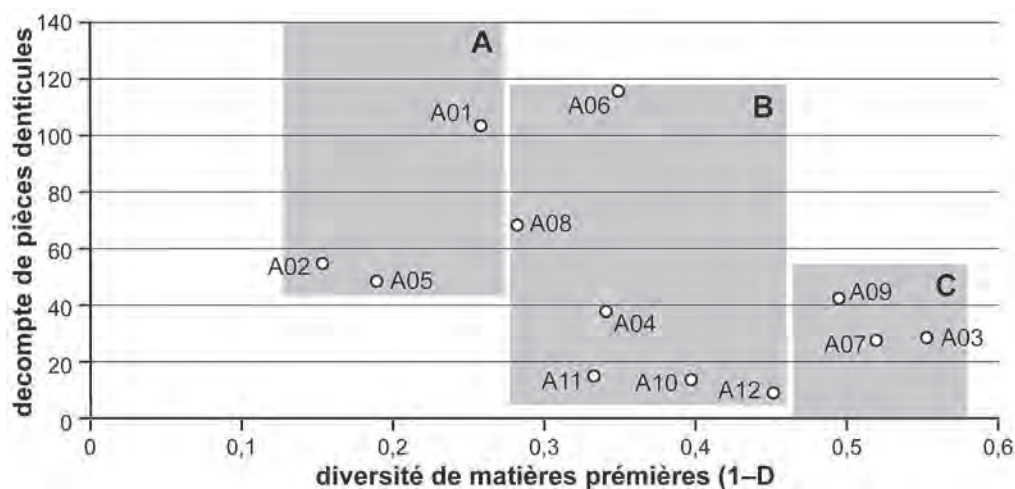 decompte de pièces denticules
140
120
100
80
60
40
20
0
A
B
C
A01
A06
A08
A02
A05
A04
A09
A07
A03
A11
A10
A12
0
0,1
0,2
0,3
0,4
0,5
0,6
diversité de matières prémières (1–D